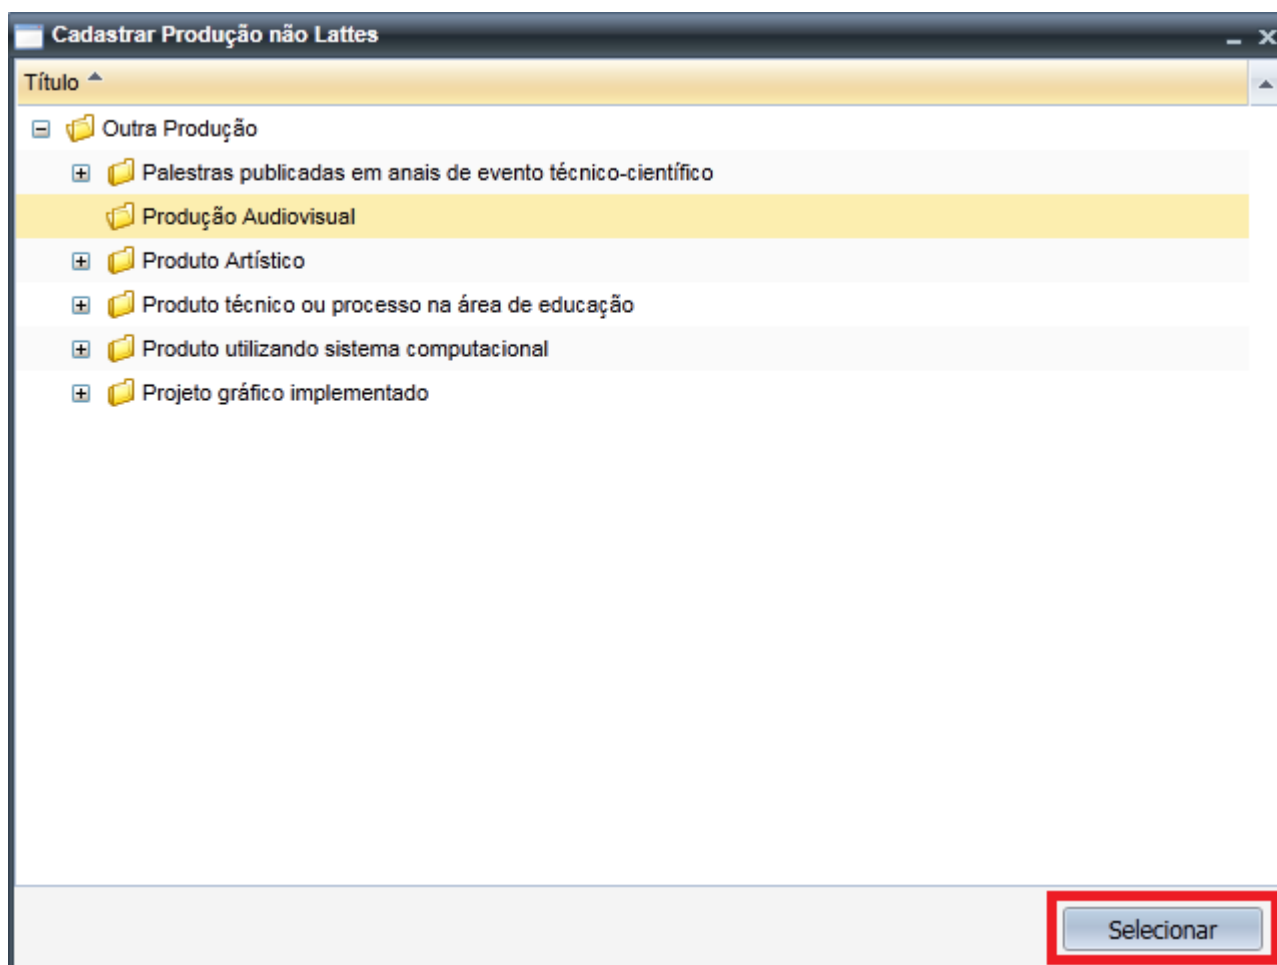 Cadastrar Produção não Lattes
Título
Outra Produção
Palestras publicadas em anais de evento técnico-científico
Produção Audiovisual
Produto Artístico
Produto técnico ou processo na área de educação
Produto utilizando sistema computacional
Projeto gráfico implementado
Selecionar